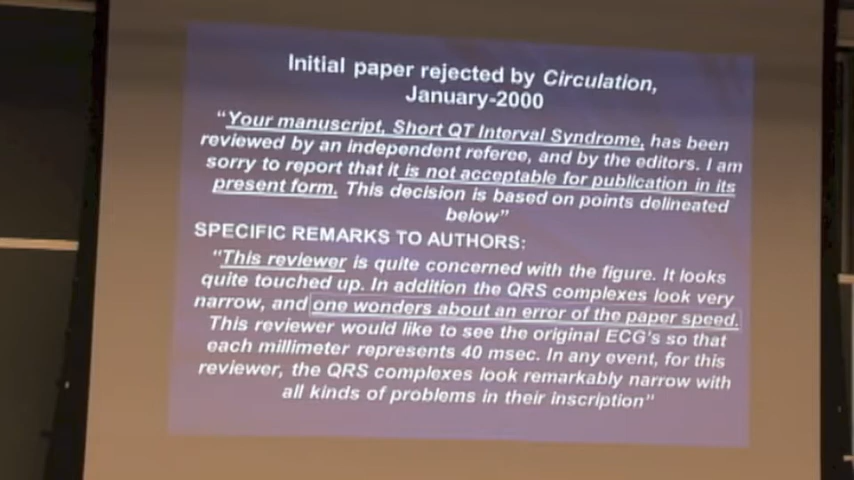 Initial paper rejected by Circulation,
January-2000
“Your manuscript, Short QT Interval Syndrome, has been
reviewed by an independent referee, and by the editors. I am
sorry to report that it is not acceptable for publication in its
present form. This decision is based on points delineated
below”
SPECIFIC REMARKS TO AUTHORS:
“This reviewer is quite concerned with the figure. It looks
quite touched up. In addition the QRS complexes look very
narrow, and one wonders about an error of the paper speed.
This reviewer would like to see the original ECG's so that
each millimeter represents 40 msec. In any event, for this
reviewer, the QRS complexes look remarkably narrow with
all kinds of problems in their inscription”